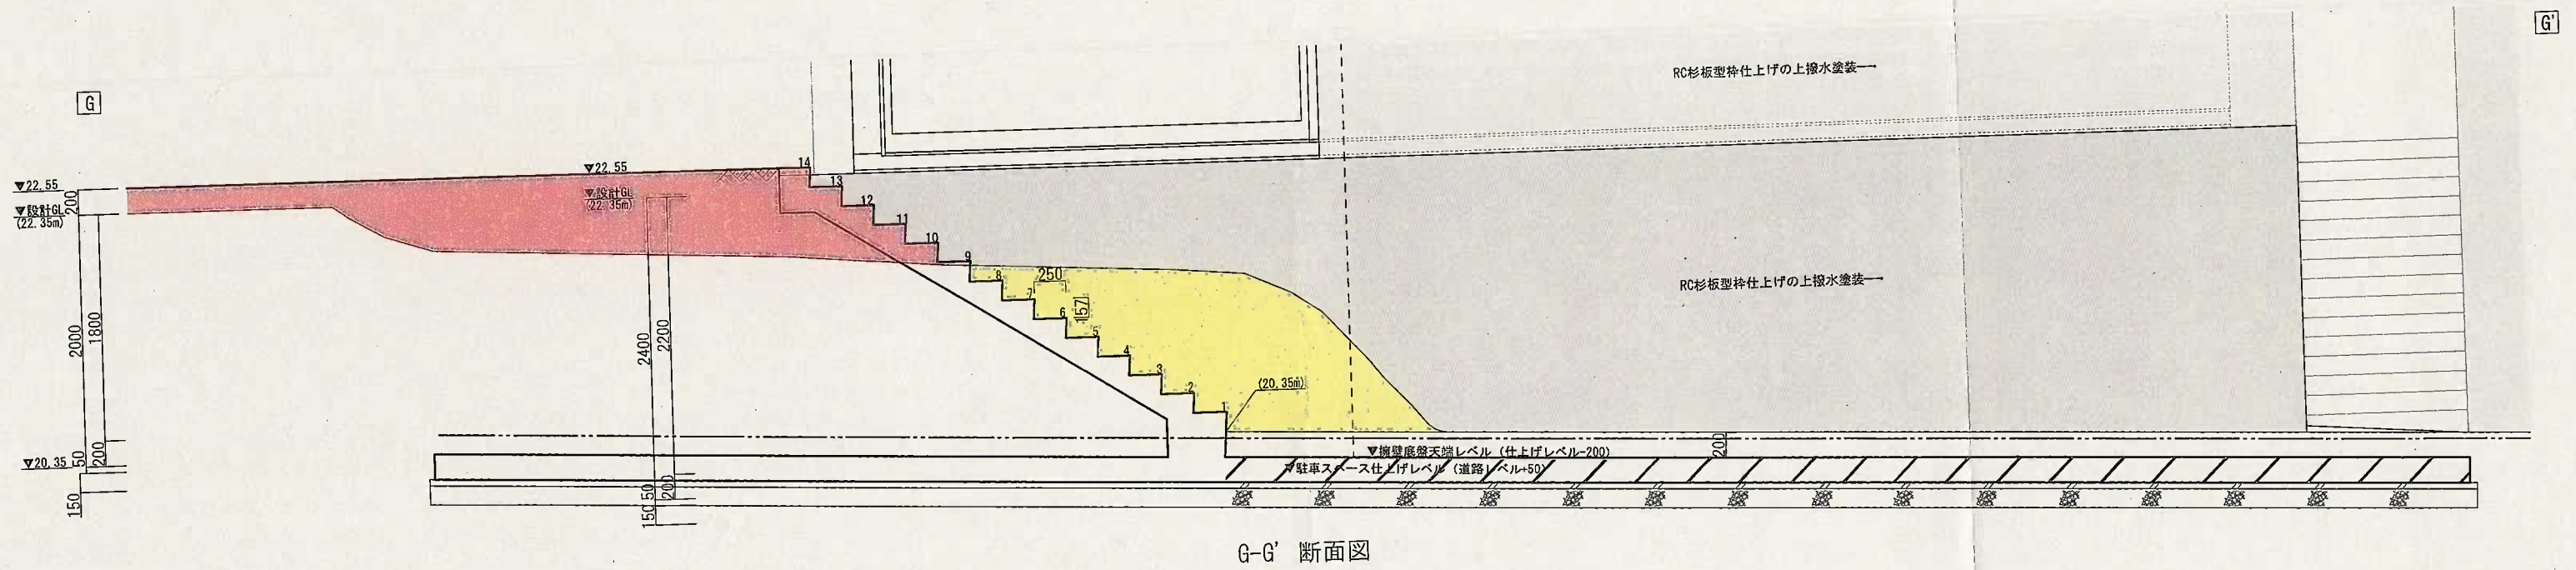 G
G'
RC杉板型枠仕上げの上撥水塗装
▼22.55
▼22.55
200
▼設計GL
(22.35m)
▼設計GL
(22.35m)
14
13
12
11
10
9
8
7
6
5
4
3
2
1
250
157
RC杉板型枠仕上げの上撥水塗装
2000
1800
2400
2200
(20.35m)
▼20.35
50
200
150
150
50
200
▼擁壁底盤天端レベル (仕上げレベル-200)
▼駐車スペース仕上げレベル (道路レベル+50)
200
G-G' 断面図